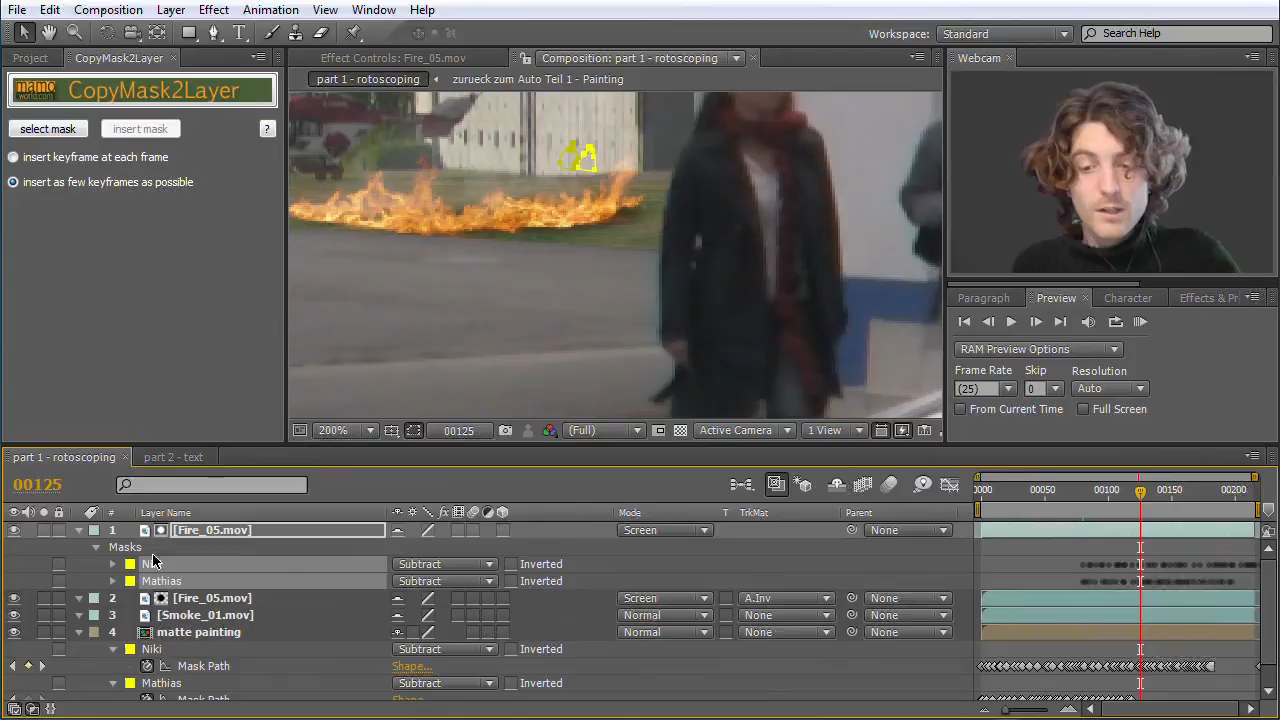 File Edit Composition Layer Effect Animation View Window Help
Workspace: Standard Search Help
Project CopyMask2Layer Effect Controls: Fire_05.mov Composition: part 1 - rotoscoping Webcam
part 1 - rotoscoping zurueck zum Auto Teil 1 - Painting
mamo world.com CopyMask2Layer
select mask insert mask ?
insert keyframe at each frame
insert as few keyframes as possible
Paragraph Preview Character Effects & Pr
RAM Preview Options
Frame Rate Skip Resolution
(25) 0 Auto
From Current Time Full Screen
200% 00125 (Full) Active Camera 1 View
part 1 - rotoscoping part 2 - text
00125
0000 00050 00100 00150 00200
# Layer Name Mode T TrkMat Parent
1 [Fire_05.mov] Screen None
Masks
Subtract Inverted
Mathias Subtract Inverted
2 [Fire_05.mov] Screen A.Inv None
3 [Smoke_01.mov] Normal None None
4 matte painting Normal None None
Niki Subtract Inverted
Mask Path Shape...
Mathias Subtract Inverted
Mask Path Shape...